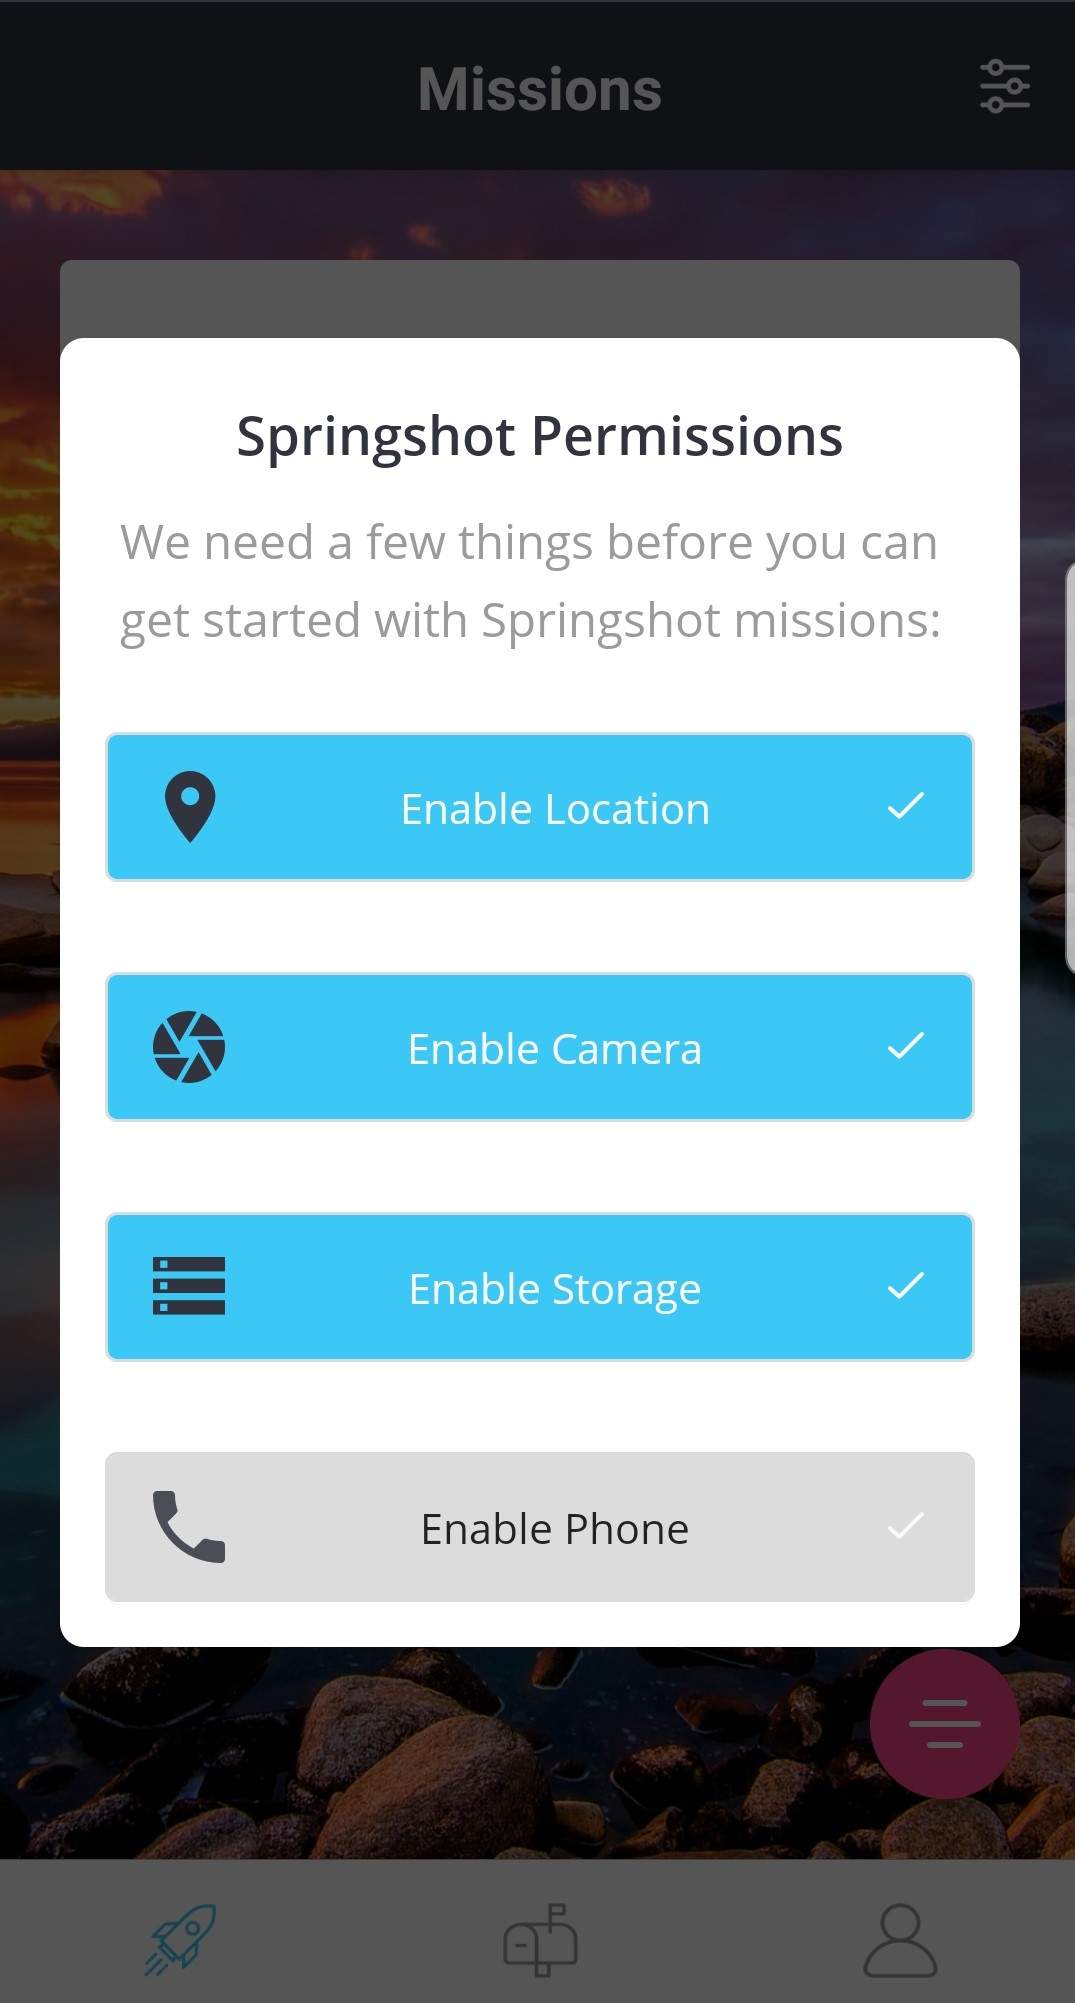 Missions
Springshot Permissions
We need a few things before you can
get started with Springshot missions:
Enable Location
Enable Camera
Enable Storage
Enable Phone